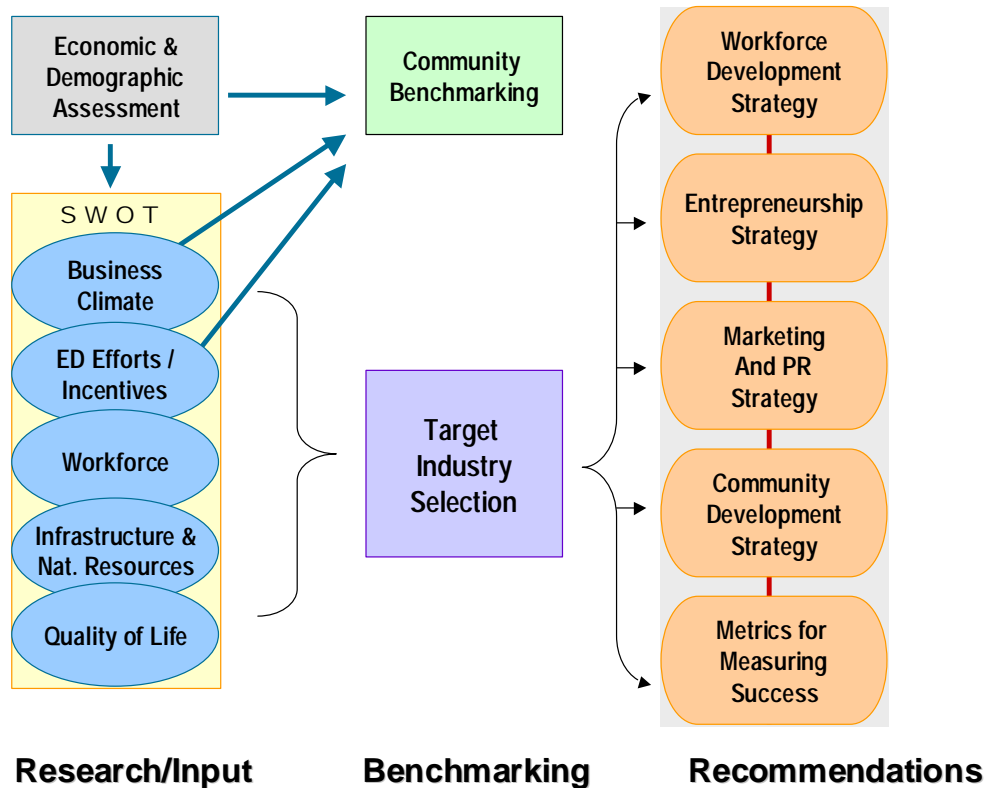 Economic &
Demographic
Assessment
S W O T
Business
Climate
ED Efforts /
Incentives
Workforce
Infrastructure &
Nat. Resources
Quality of Life
Research/Input
Community
Benchmarking
Target
Industry
Selection
Benchmarking
Workforce
Development
Strategy
Entrepreneurship
Strategy
Marketing
And PR
Strategy
Community
Development
Strategy
Metrics for
Measuring
Success
Recommendations